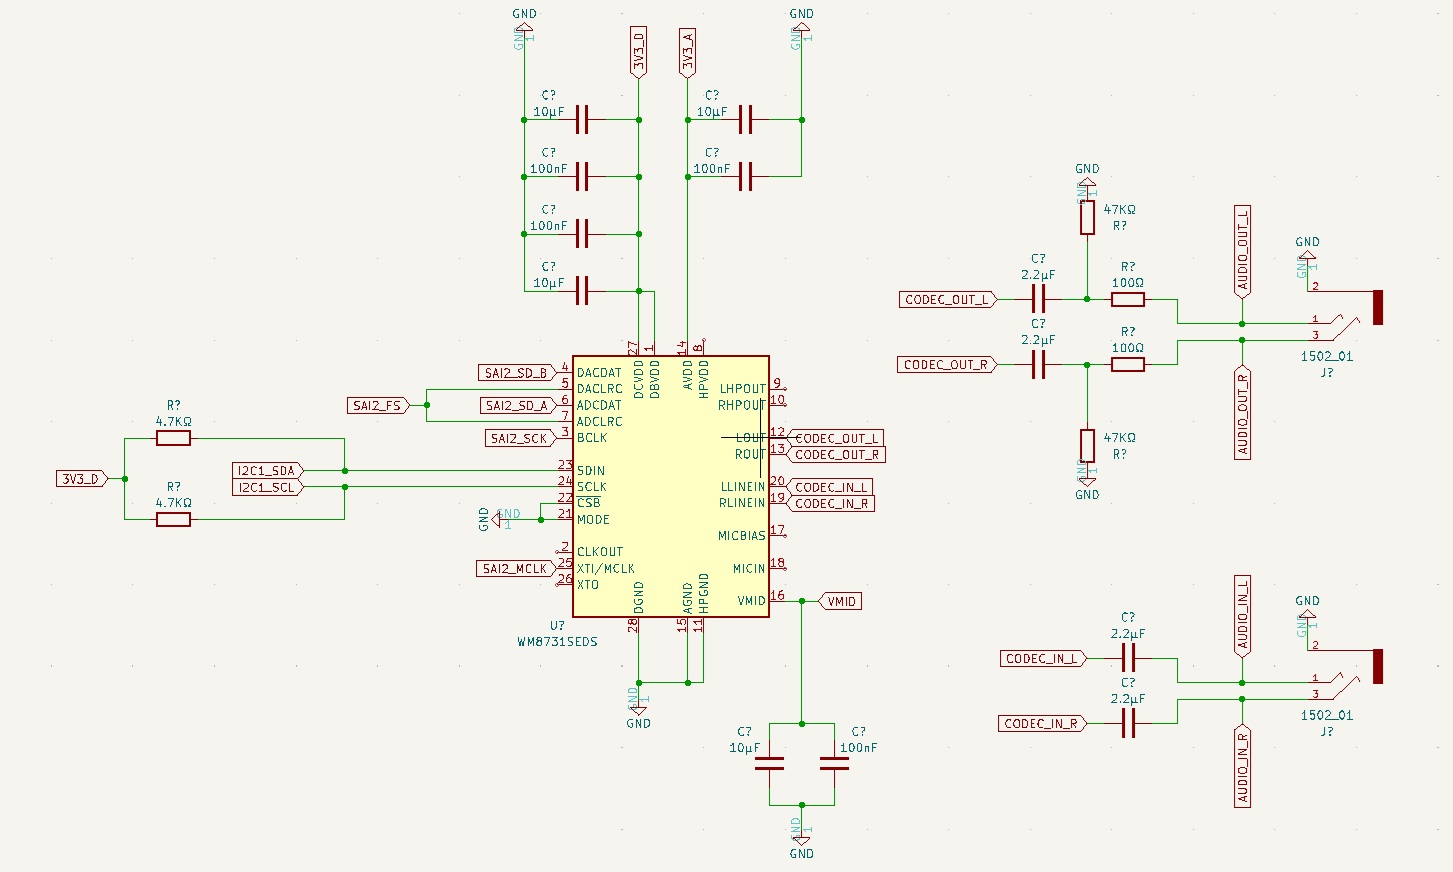 GND
GND 1
3V3_D
3V3_A
GND
GND 1
C?
10µF
C?
10µF
C?
100nF
C?
100nF
C?
100nF
C?
10µF
27
1
14
8
DCVDD
DBVDD
AVDD
HPVDD
SAI2_SD_B
4
DACDAT
5
DACLRC
SAI2_FS
SAI2_SD_A
6
ADCDAT
7
ADCLRC
SAI2_SCK
3
BCLK
R?
4.7KΩ
I2C1_SDA
23
SDIN
3V3_D
I2C1_SCL
24
SCLK
R?
4.7KΩ
22
CSB
GND
GND 1
21
MODE
2
CLKOUT
SAI2_MCLK
25
XTI/MCLK
26
XTO
LHPOUT
9
RHPOUT
10
LOUT
12
CODEC_OUT_L
ROUT
13
CODEC_OUT_R
LLINEIN
20
CODEC_IN_L
RLINEIN
19
CODEC_IN_R
MICBIAS
17
MICIN
18
VMID
16
VMID
DGND
AGND
HPGND
28
15
11
U?
WM8731SEDS
GND 1
GND
C?
10µF
C?
100nF
GND 1
GND
GND
GND 1
47KΩ
R?
C?
2.2µF
R?
100Ω
CODEC_OUT_L
AUDIO_OUT_L
GND
GND 1
2
1
3
1502_01
J?
C?
2.2µF
R?
100Ω
CODEC_OUT_R
AUDIO_OUT_R
47KΩ
R?
GND 1
GND
AUDIO_IN_L
GND
GND 1
C?
2.2µF
CODEC_IN_L
2
1
3
C?
2.2µF
CODEC_IN_R
1502_01
J?
AUDIO_IN_R